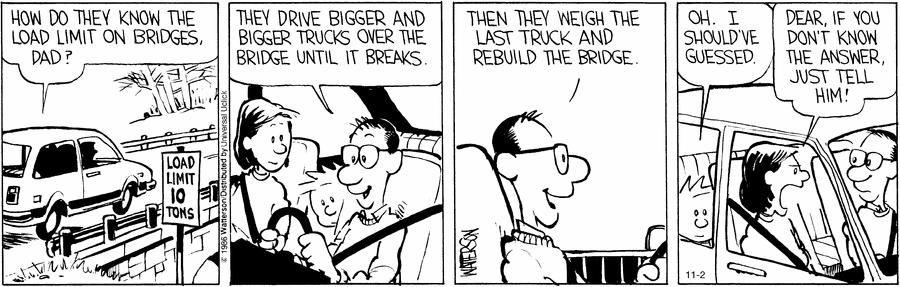 HOW DO THEY KNOW THE
LOAD LIMIT ON BRIDGES,
DAD?
LOAD
LIMIT
10
TONS
© 1986 Watterson/Distributed by Universal Uclick
THEY DRIVE BIGGER AND
BIGGER TRUCKS OVER THE
BRIDGE UNTIL IT BREAKS.
THEN THEY WEIGH THE
LAST TRUCK AND
REBUILD THE BRIDGE.
WATTERSON
OH. I
SHOULD'VE
GUESSED.
DEAR, IF YOU
DON'T KNOW
THE ANSWER,
JUST TELL
HIM!
11-2